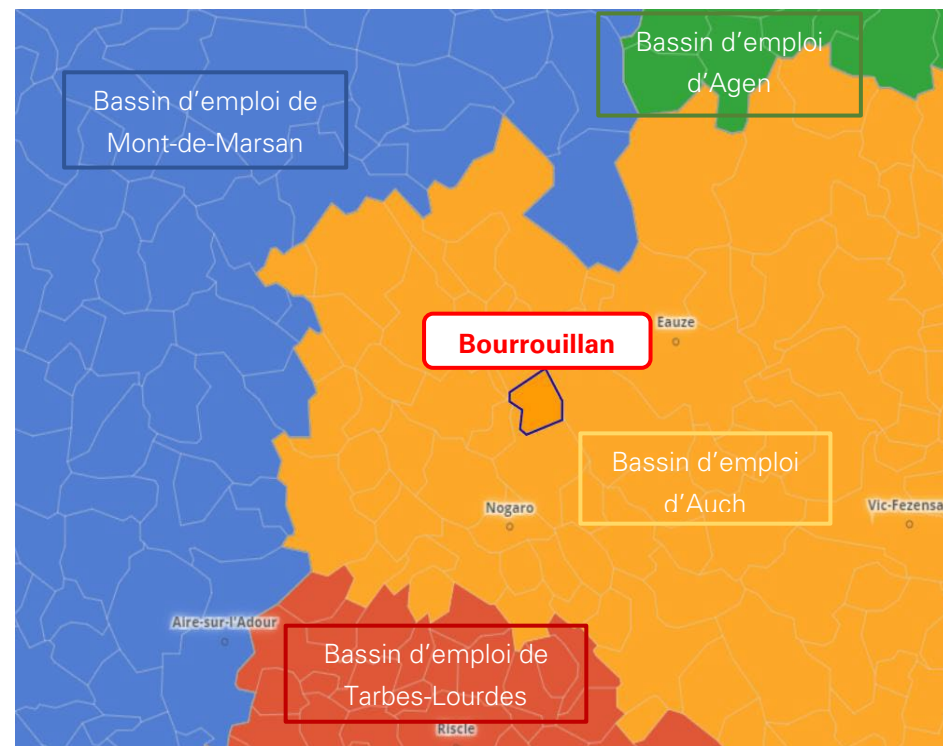 Bassin d'emploi
d'Agen
Bassin d'emploi de
Mont-de-Marsan
Eauze
Bourrouillan
Bassin d'emploi
d'Auch
Nogaro
Vic-Fezensa
Aire-sur-l'Adour
Bassin d'emploi de
Tarbes-Lourdes
Riscle